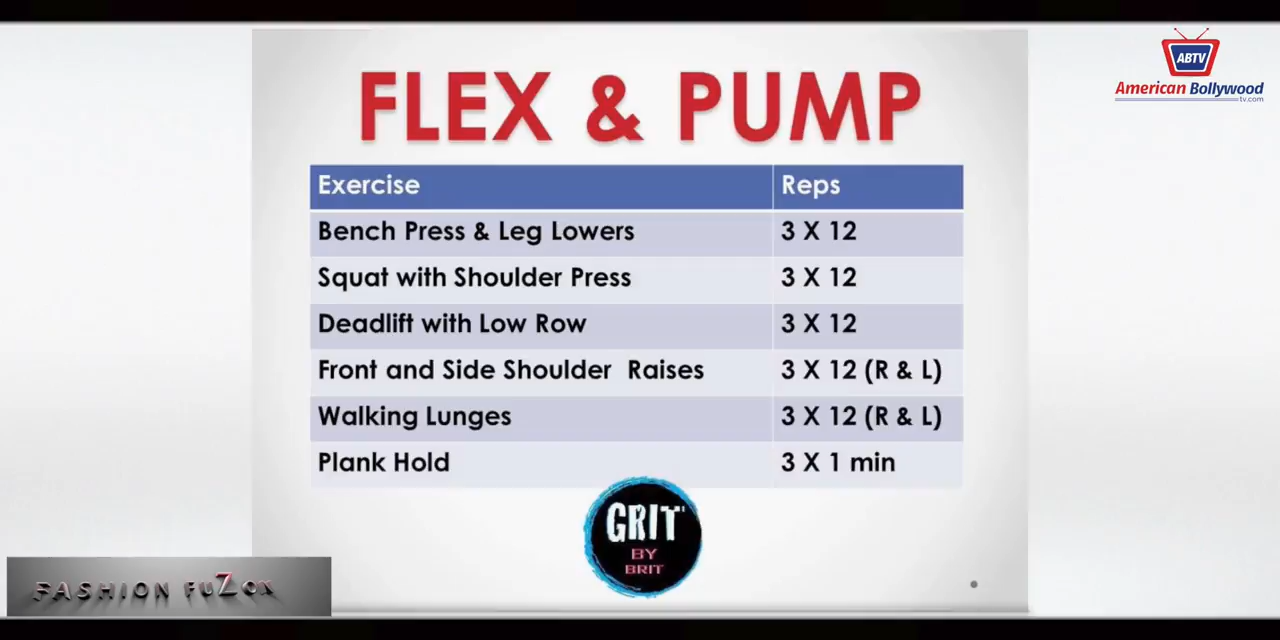 ABTV
American Bollywood
tv.com
FLEX & PUMP
Exercise Reps
Bench Press & Leg Lowers 3 X 12
Squat with Shoulder Press 3 X 12
Deadlift with Low Row 3 X 12
Front and Side Shoulder Raises 3 X 12 (R & L)
Walking Lunges 3 X 12 (R & L)
Plank Hold 3 X 1 min
GRIT
BY
BRIT